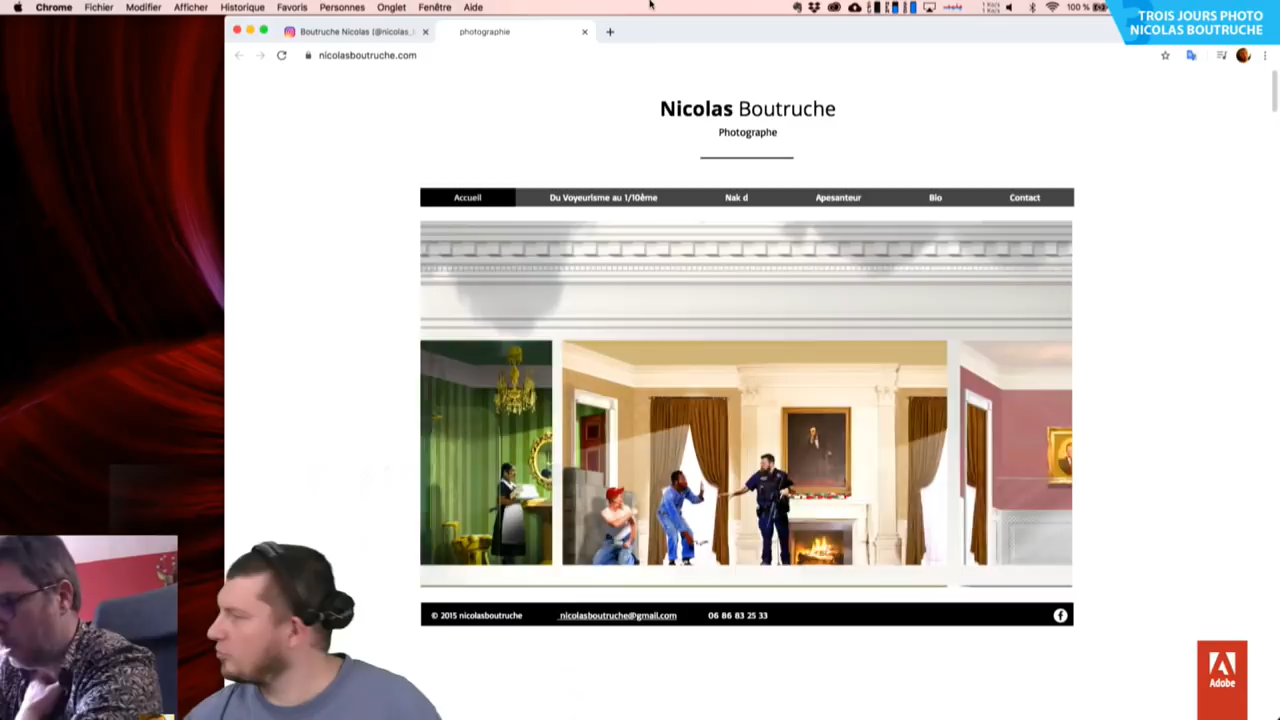 Chrome Fichier Modifier Afficher Historique Favoris Personnes Onglet Fenêtre Aide
100 %
TROIS JOURS PHOTO
NICOLAS BOUTRUCHE
Boutruche Nicolas (@nicolas_
photographie
nicolasboutruche.com
Nicolas Boutruche
Photographe
Accueil Du Voyeurisme au 1/10ème Nak d Apesanteur Bio Contact
© 2015 nicolasboutruche nicolasboutruche@gmail.com 06 86 83 25 33
Adobe